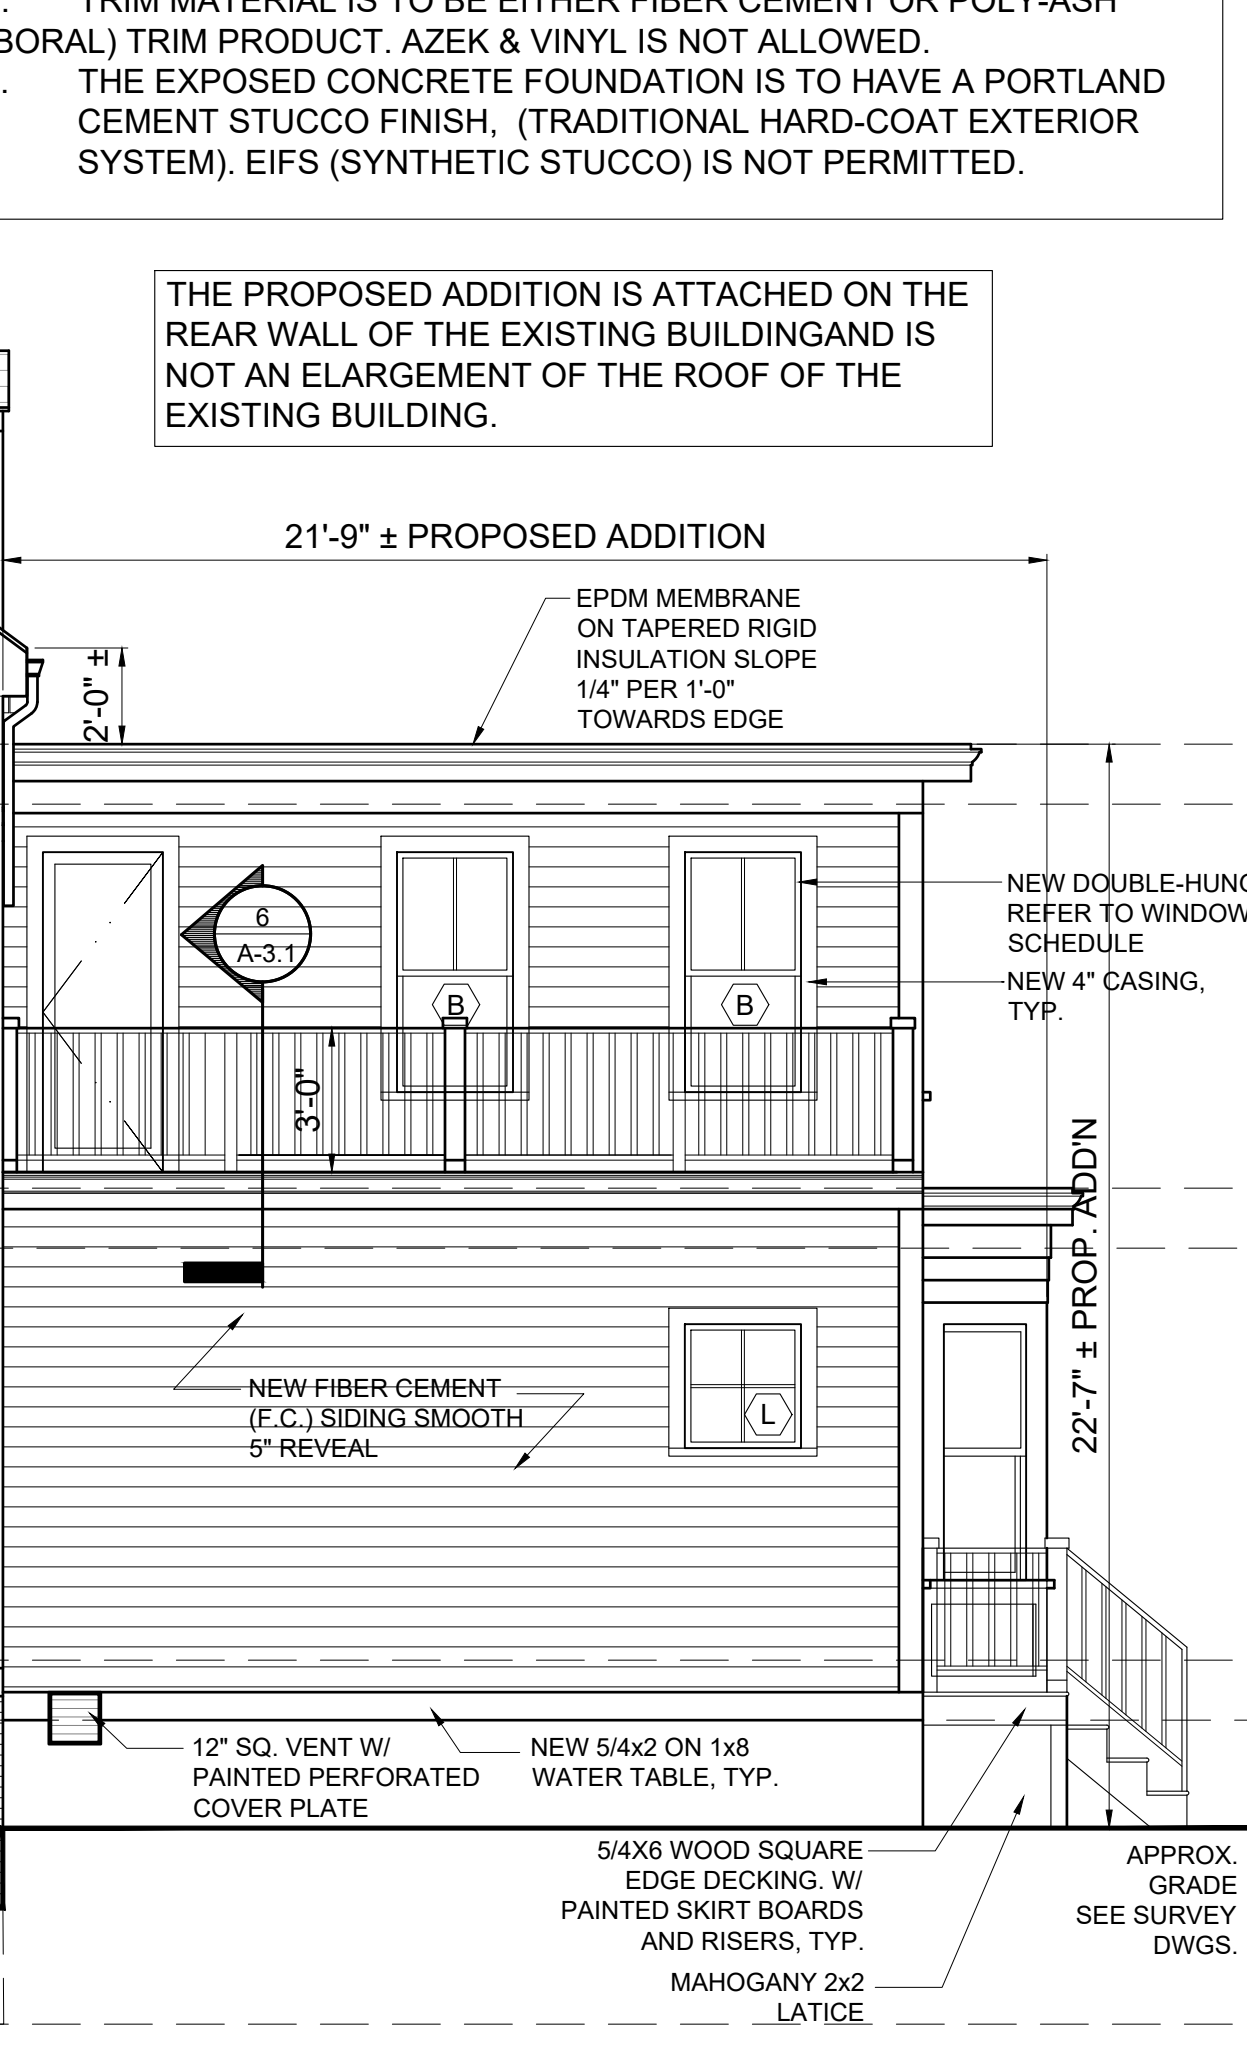 . TRIM MATERIAL IS TO BE EITHER FIBER CEMENT OR POLY-ASH
BORAL) TRIM PRODUCT. AZEK & VINYL IS NOT ALLOWED.
. THE EXPOSED CONCRETE FOUNDATION IS TO HAVE A PORTLAND
CEMENT STUCCO FINISH, (TRADITIONAL HARD-COAT EXTERIOR
SYSTEM). EIFS (SYNTHETIC STUCCO) IS NOT PERMITTED.
THE PROPOSED ADDITION IS ATTACHED ON THE
REAR WALL OF THE EXISTING BUILDINGAND IS
NOT AN ELARGEMENT OF THE ROOF OF THE
EXISTING BUILDING.
21'-9" ± PROPOSED ADDITION
EPDM MEMBRANE
ON TAPERED RIGID
INSULATION SLOPE
1/4" PER 1'-0"
TOWARDS EDGE
2'-0" ±
NEW DOUBLE-HUNG
REFER TO WINDOW
SCHEDULE
NEW 4" CASING,
TYP.
6
A-3.1
B
B
3'-0"
22'-7" ± PROP. ADD'N
NEW FIBER CEMENT
(F.C.) SIDING SMOOTH
5" REVEAL
L
12" SQ. VENT W/
PAINTED PERFORATED
COVER PLATE
NEW 5/4x2 ON 1x8
WATER TABLE, TYP.
5/4X6 WOOD SQUARE
EDGE DECKING. W/
PAINTED SKIRT BOARDS
AND RISERS, TYP.
MAHOGANY 2x2
LATICE
APPROX.
GRADE
SEE SURVEY
DWGS.